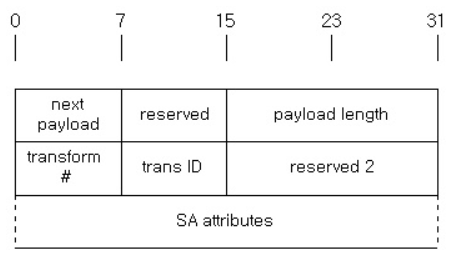 0 7 15 23 31
next payload reserved payload length
transform # trans ID reserved 2
SA attributes